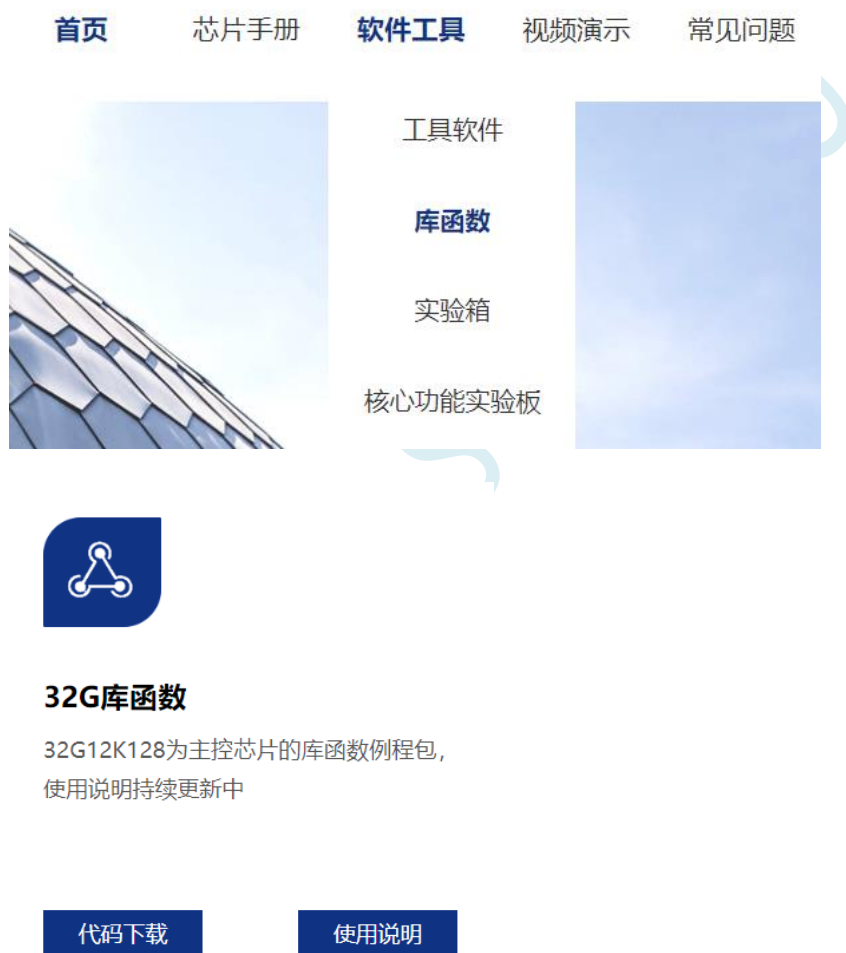 首页 芯片手册 软件工具 视频演示 常见问题
工具软件
库函数
实验箱
核心功能实验板
32G库函数
32G12K128为主控芯片的库函数例程包，
使用说明持续更新中
代码下载 使用说明